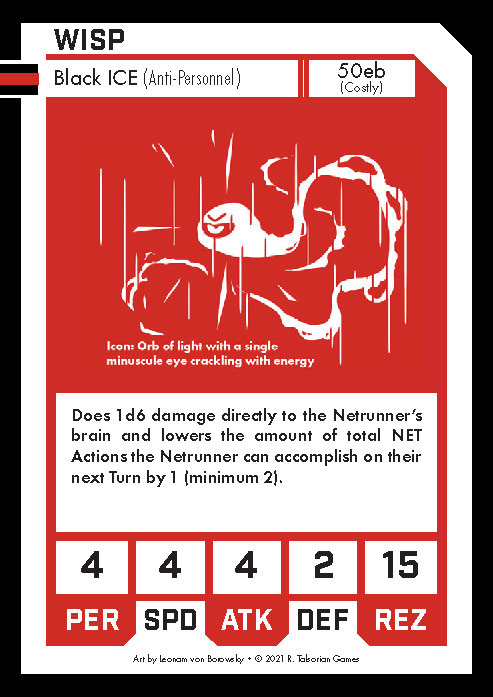 WISP
Black ICE (Anti-Personnel)
50eb
(Costly)
Icon: Orb of light with a single
minuscule eye crackling with energy
Does 1d6 damage directly to the Netrunner's
brain and lowers the amount of total NET
Actions the Netrunner can accomplish on their
next Turn by 1 (minimum 2).
4 4 4 2 15
PER SPD ATK DEF REZ
Art by Leonam von Borowsky • © 2021 R. Talsorian Games